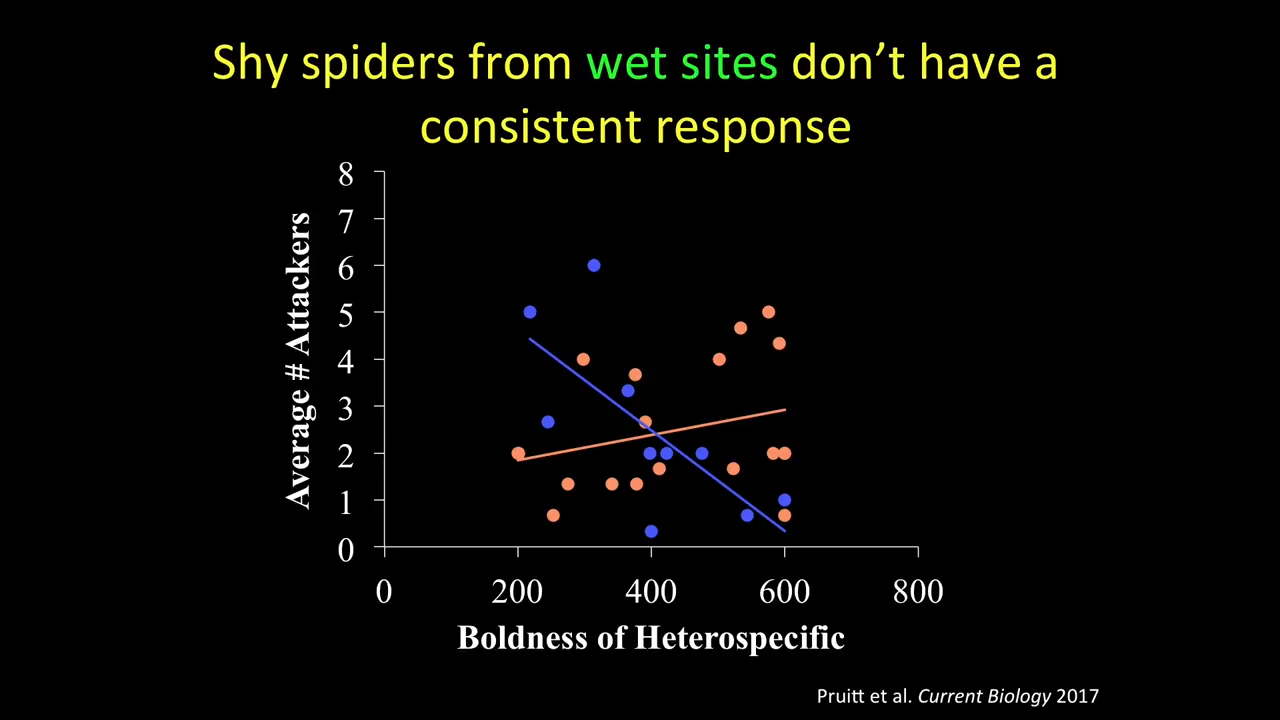 Shy spiders from wet sites don’t have a
consistent response
8
7
6
5
4
3
2
1
0
Average # Attackers
0 200 400 600 800
Boldness of Heterospecific
Pruitt et al. Current Biology 2017